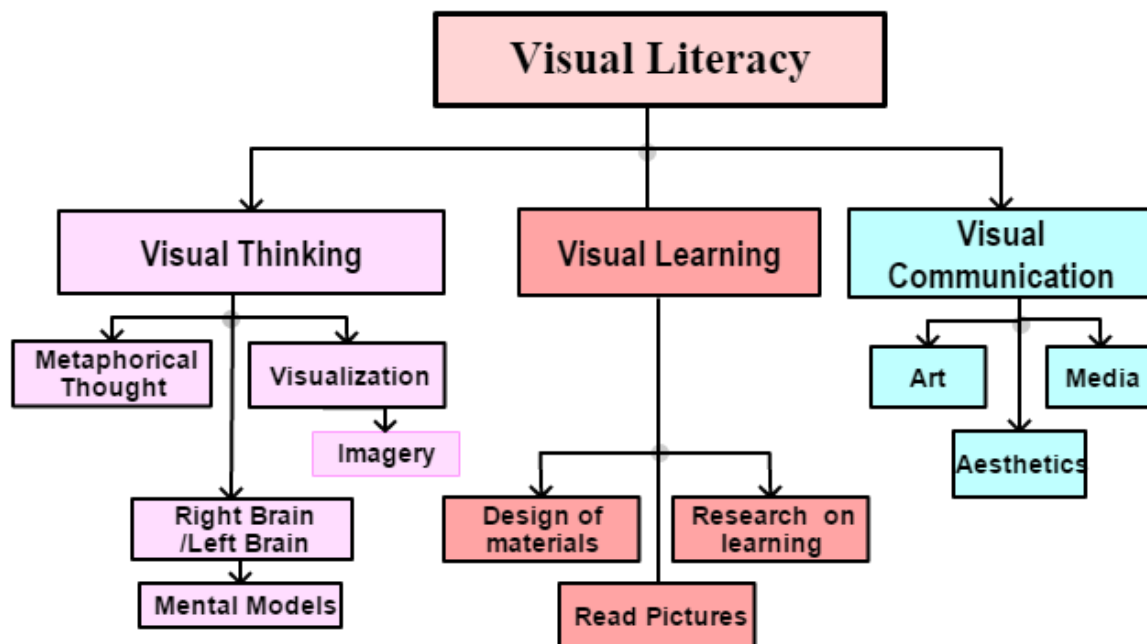 Visual Literacy
Visual Thinking
Visual Learning
Visual
Communication
Metaphorical
Thought
Visualization
Imagery
Right Brain
/Left Brain
Mental Models
Design of
materials
Research on
learning
Read Pictures
Art
Media
Aesthetics